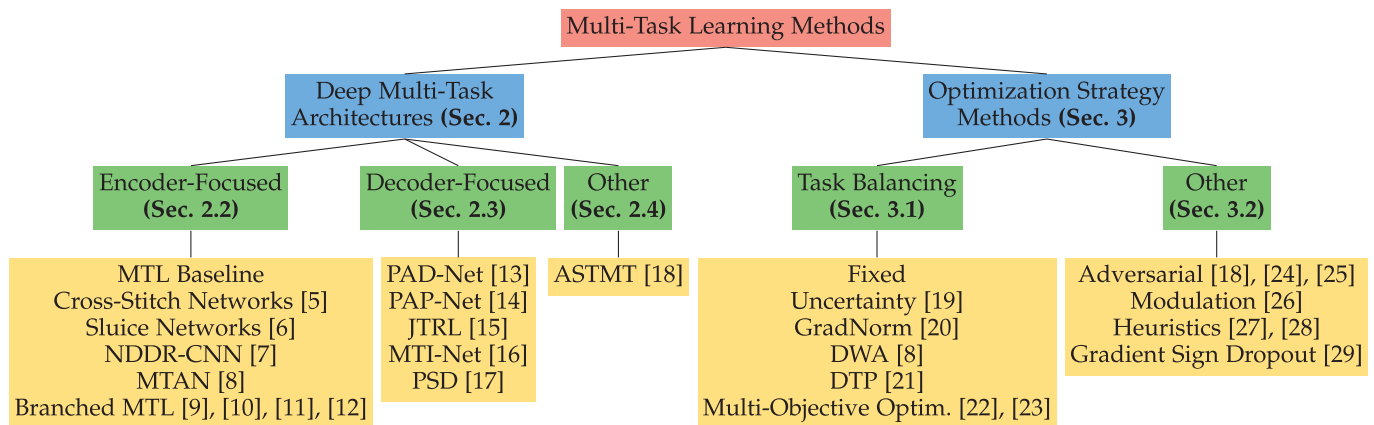 Multi-Task Learning Methods
Deep Multi-Task
Architectures (Sec. 2)
Optimization Strategy
Methods (Sec. 3)
Encoder-Focused
(Sec. 2.2)
Decoder-Focused
(Sec. 2.3)
Other
(Sec. 2.4)
Task Balancing
(Sec. 3.1)
Other
(Sec. 3.2)
MTL Baseline
Cross-Stitch Networks [5]
Sluice Networks [6]
NDDR-CNN [7]
MTAN [8]
Branched MTL [9], [10], [11], [12]
PAD-Net [13]
PAP-Net [14]
JTRL [15]
MTI-Net [16]
PSD [17]
ASTMT [18]
Fixed
Uncertainty [19]
GradNorm [20]
DWA [8]
DTP [21]
Multi-Objective Optim. [22], [23]
Adversarial [18], [24], [25]
Modulation [26]
Heuristics [27], [28]
Gradient Sign Dropout [29]